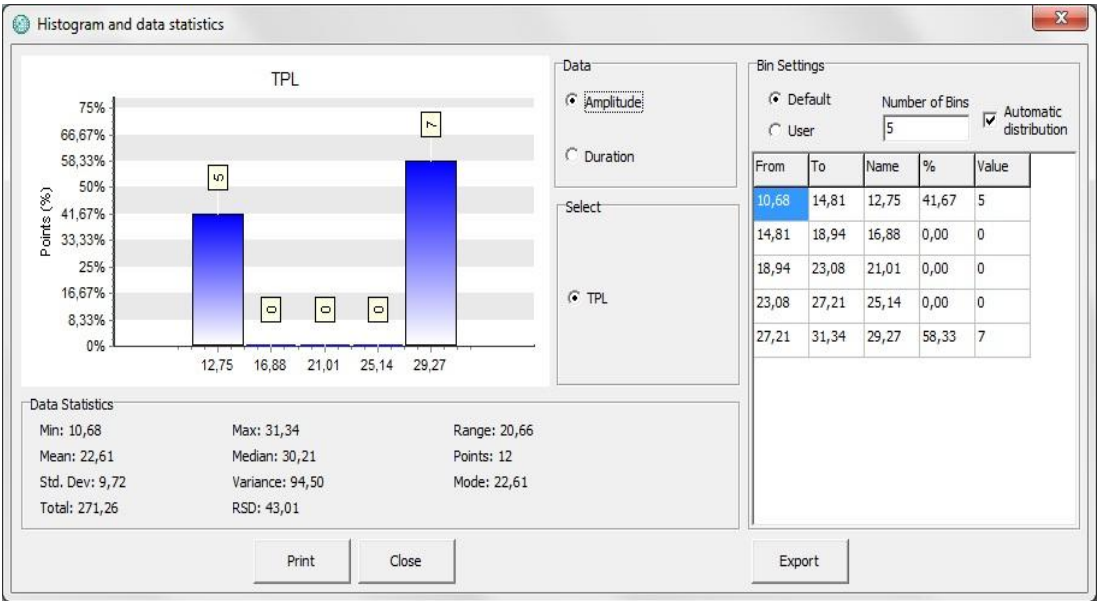 Histogram and data statistics
TPL
75%
66,67%
58,33%
50%
41,67%
33,33%
25%
16,67%
8,33%
0%
Points (%)
5
0
0
0
7
12,75 16,88 21,01 25,14 29,27
Data
Amplitude
Duration
Select
TPL
Bin Settings
Default
User
Number of Bins
5
Automatic
distribution
From To Name % Value
10,68 14,81 12,75 41,67 5
14,81 18,94 16,88 0,00 0
18,94 23,08 21,01 0,00 0
23,08 27,21 25,14 0,00 0
27,21 31,34 29,27 58,33 7
Data Statistics
Min: 10,68 Max: 31,34 Range: 20,66
Mean: 22,61 Median: 30,21 Points: 12
Std. Dev: 9,72 Variance: 94,50 Mode: 22,61
Total: 271,26 RSD: 43,01
Print Close Export